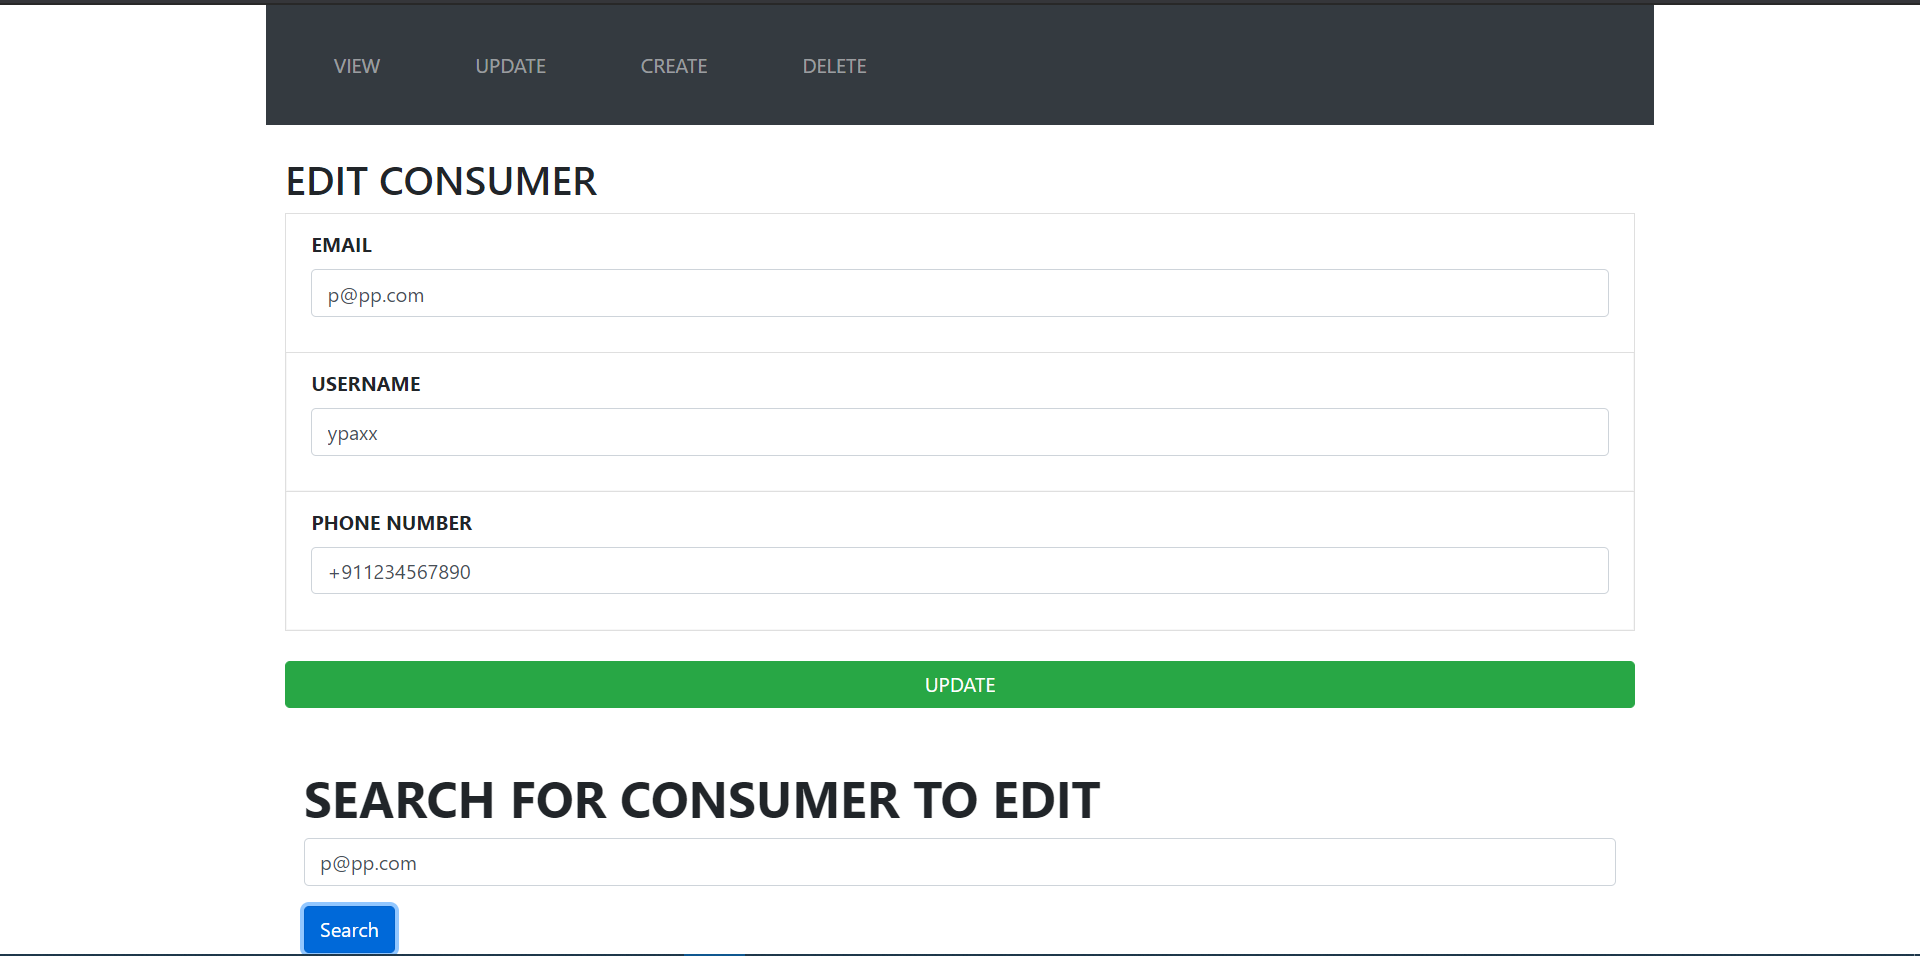 VIEW UPDATE CREATE DELETE
EDIT CONSUMER
EMAIL
p@pp.com
USERNAME
ypaxx
PHONE NUMBER
+911234567890
UPDATE
SEARCH FOR CONSUMER TO EDIT
p@pp.com
Search